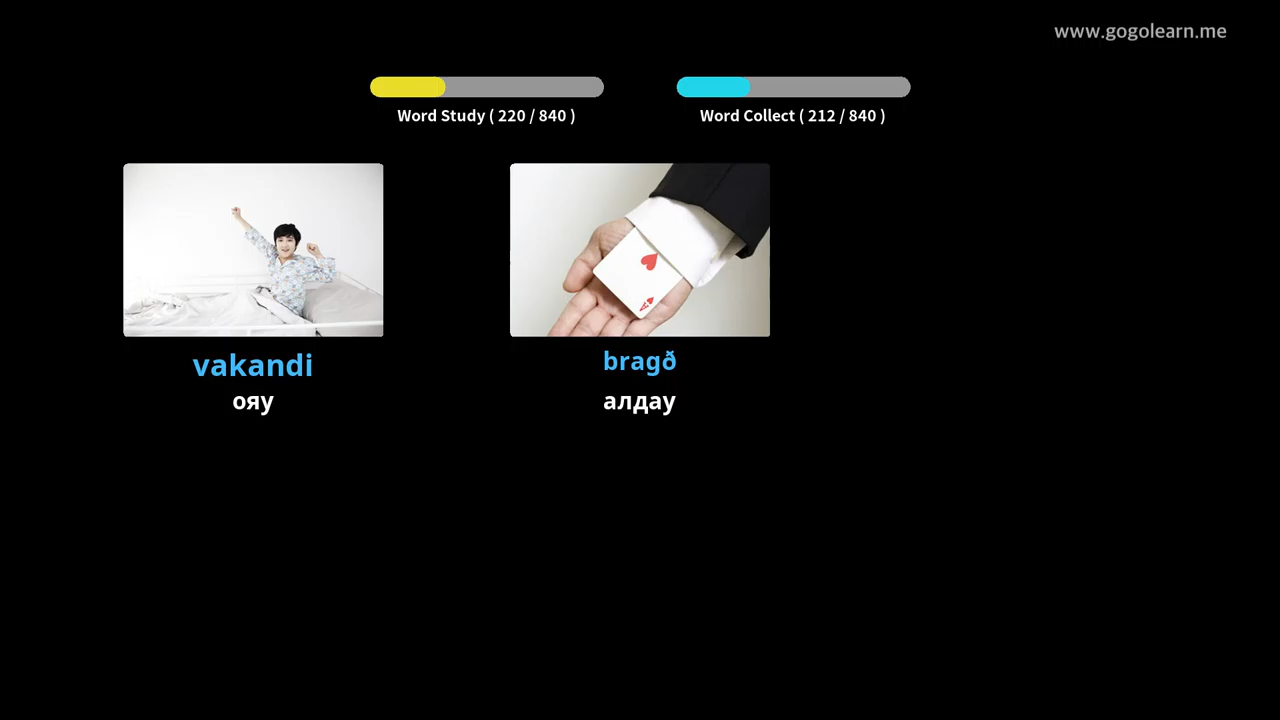 www.gogolearn.me
Word Study ( 220 / 840 )
Word Collect ( 212 / 840 )
vakandi
ояу
bragð
алдау